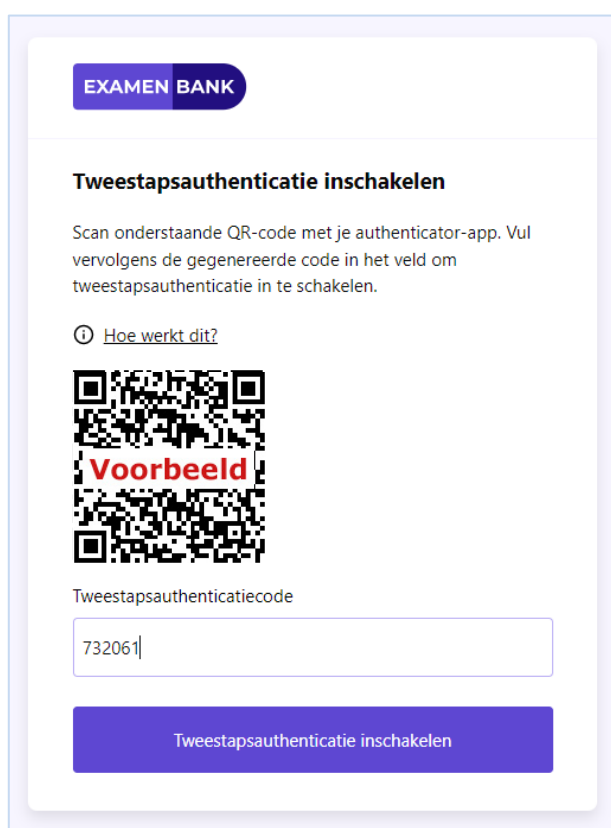 EXAMEN BANK
Tweestapsauthenticatie inschakelen
Scan onderstaande QR-code met je authenticator-app. Vul
vervolgens de gegenereerde code in het veld om
tweestapsauthenticatie in te schakelen.
Hoe werkt dit?
Voorbeeld
Tweestapsauthenticatiecode
732061
Tweestapsauthenticatie inschakelen